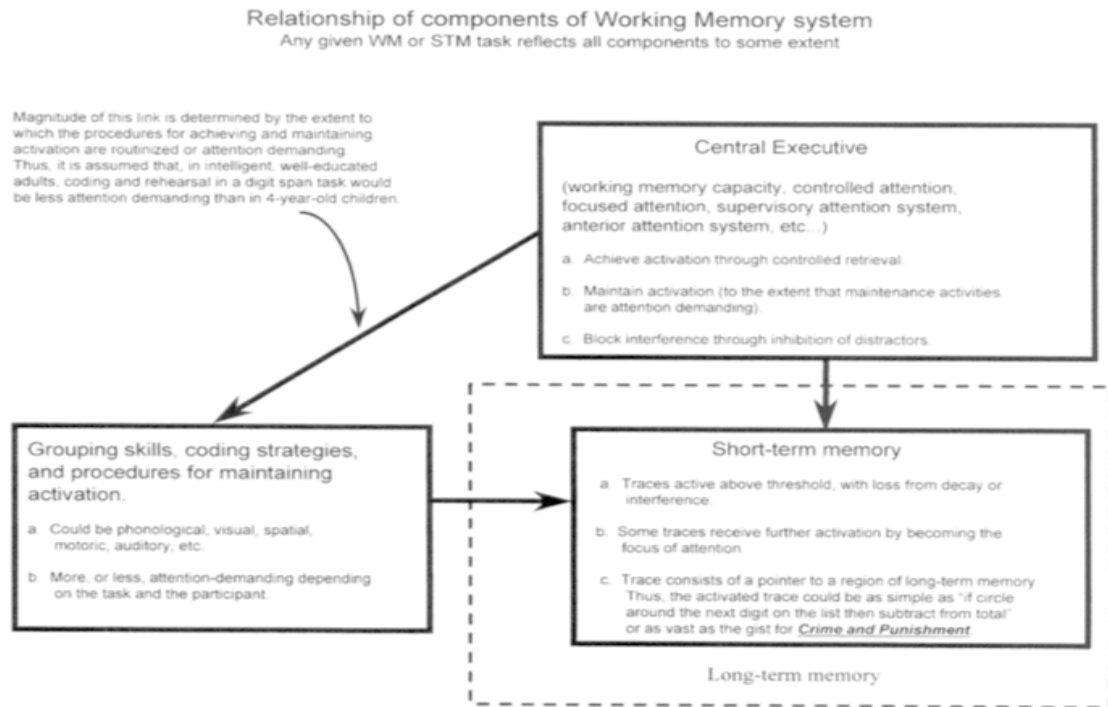 Relationship of components of Working Memory system
Any given WM or STM task reflects all components to some extent
Magnitude of this link is determined by the extent to
which the procedures for achieving and maintaining
activation are routinized or attention demanding.
Thus, it is assumed that, in intelligent, well-educated
adults, coding and rehearsal in a digit span task would
be less attention demanding than in 4-year-old children.
Central Executive
(working memory capacity, controlled attention,
focused attention, supervisory attention system,
anterior attention system, etc...)
a. Achieve activation through controlled retrieval.
b. Maintain activation (to the extent that maintenance activities
are attention demanding).
c. Block interference through inhibition of distractors.
Grouping skills, coding strategies,
and procedures for maintaining
activation.
a. Could be phonological, visual, spatial,
motoric, auditory, etc.
b. More, or less, attention-demanding depending
on the task and the participant.
Short-term memory
a. Traces active above threshold, with loss from decay or
interference.
b. Some traces receive further activation by becoming the
focus of attention.
c. Trace consists of a pointer to a region of long-term memory.
Thus, the activated trace could be as simple as "if circle
around the next digit on the list then subtract from total"
or as vast as the gist for Crime and Punishment.
Long-term memory